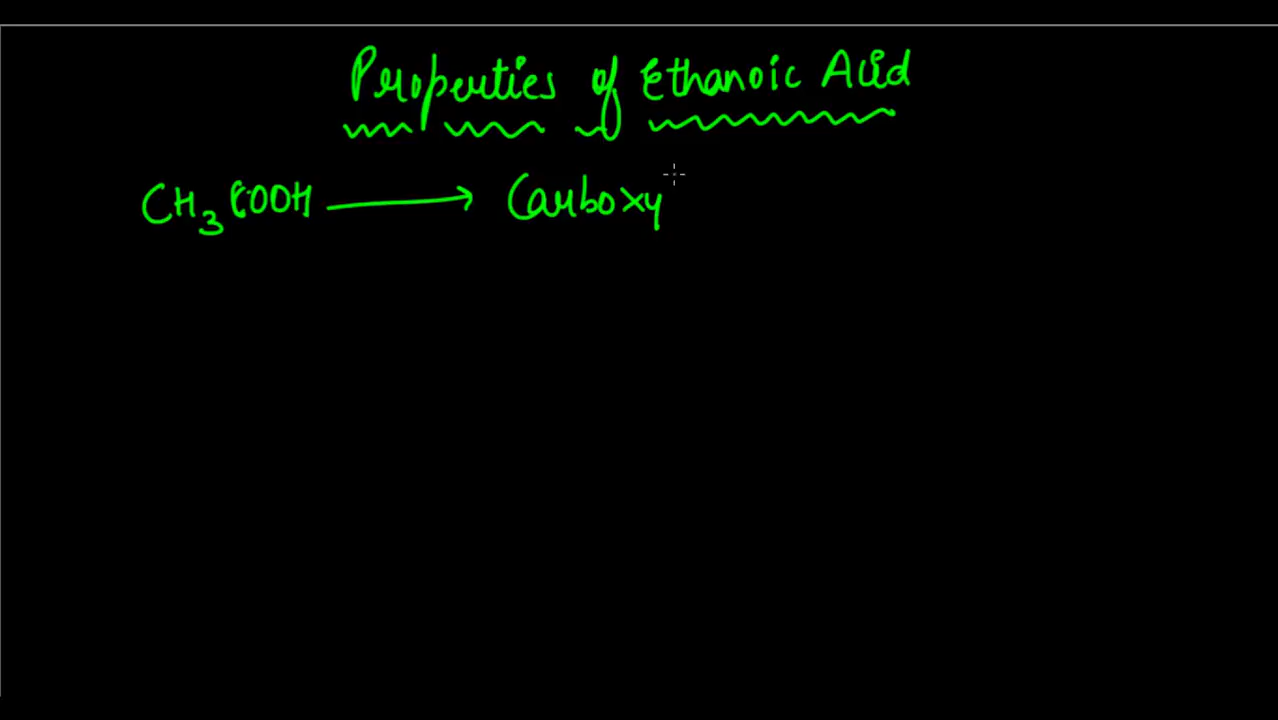 Properties of Ethanoic Acid
CH3COOH → Carboxy